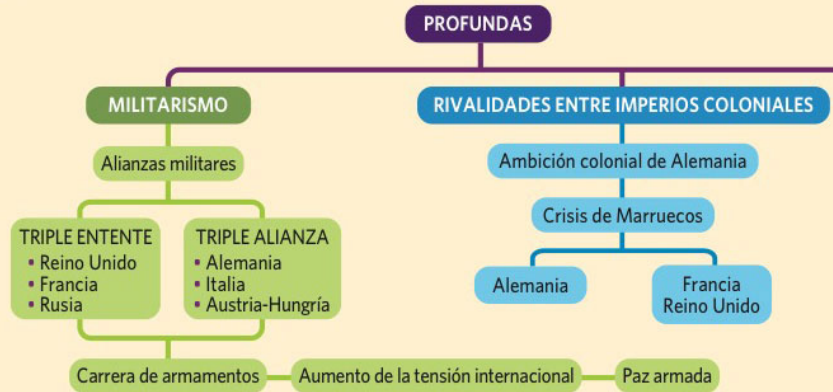 PROFUNDAS
MILITARISMO
Alianzas militares
TRIPLE ENTENTE
• Reino Unido
• Francia
• Rusia
TRIPLE ALIANZA
• Alemania
• Italia
• Austria-Hungría
Carrera de armamentos
Aumento de la tensión internacional
Paz armada
RIVALIDADES ENTRE IMPERIOS COLONIALES
Ambición colonial de Alemania
Crisis de Marruecos
Alemania
Francia
Reino Unido